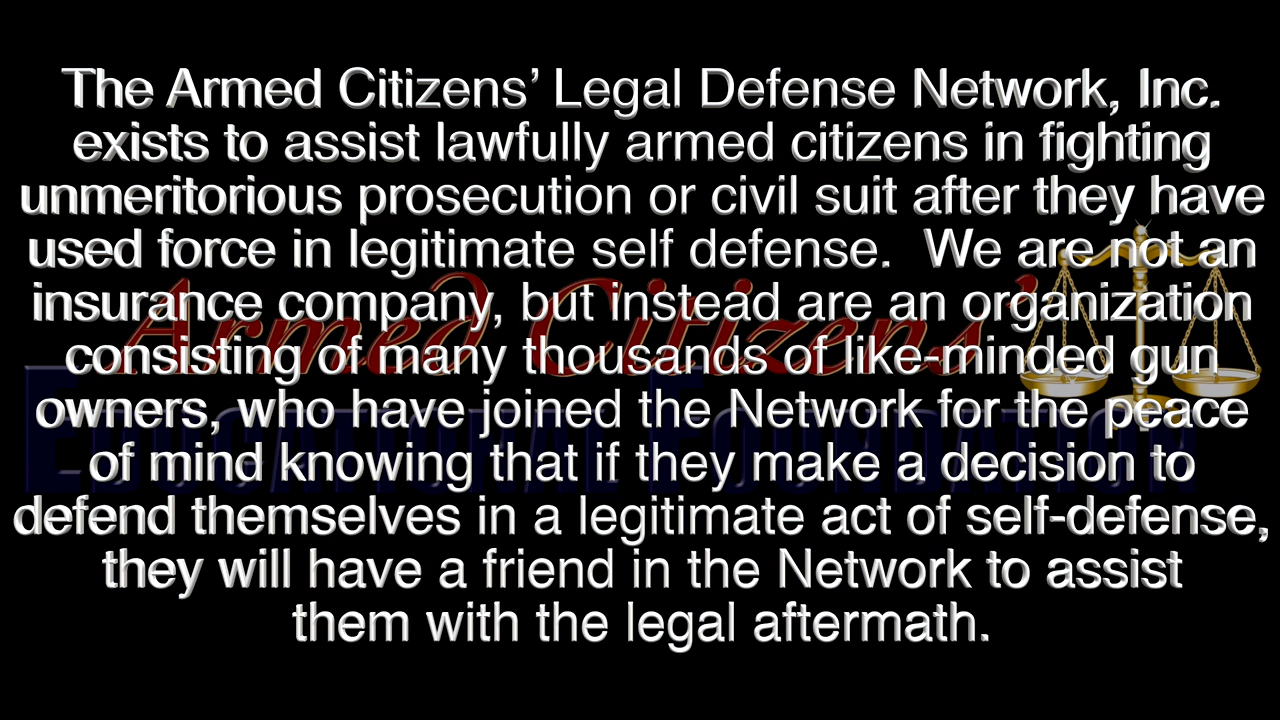 The Armed Citizens’ Legal Defense Network, Inc.
exists to assist lawfully armed citizens in fighting
unmeritorious prosecution or civil suit after they have
used force in legitimate self defense.  We are not an
insurance company, but instead are an organization
consisting of many thousands of like-minded gun
owners, who have joined the Network for the peace
of mind knowing that if they make a decision to
defend themselves in a legitimate act of self-defense,
they will have a friend in the Network to assist
them with the legal aftermath.
Armed Citizens’
Educational Foundation